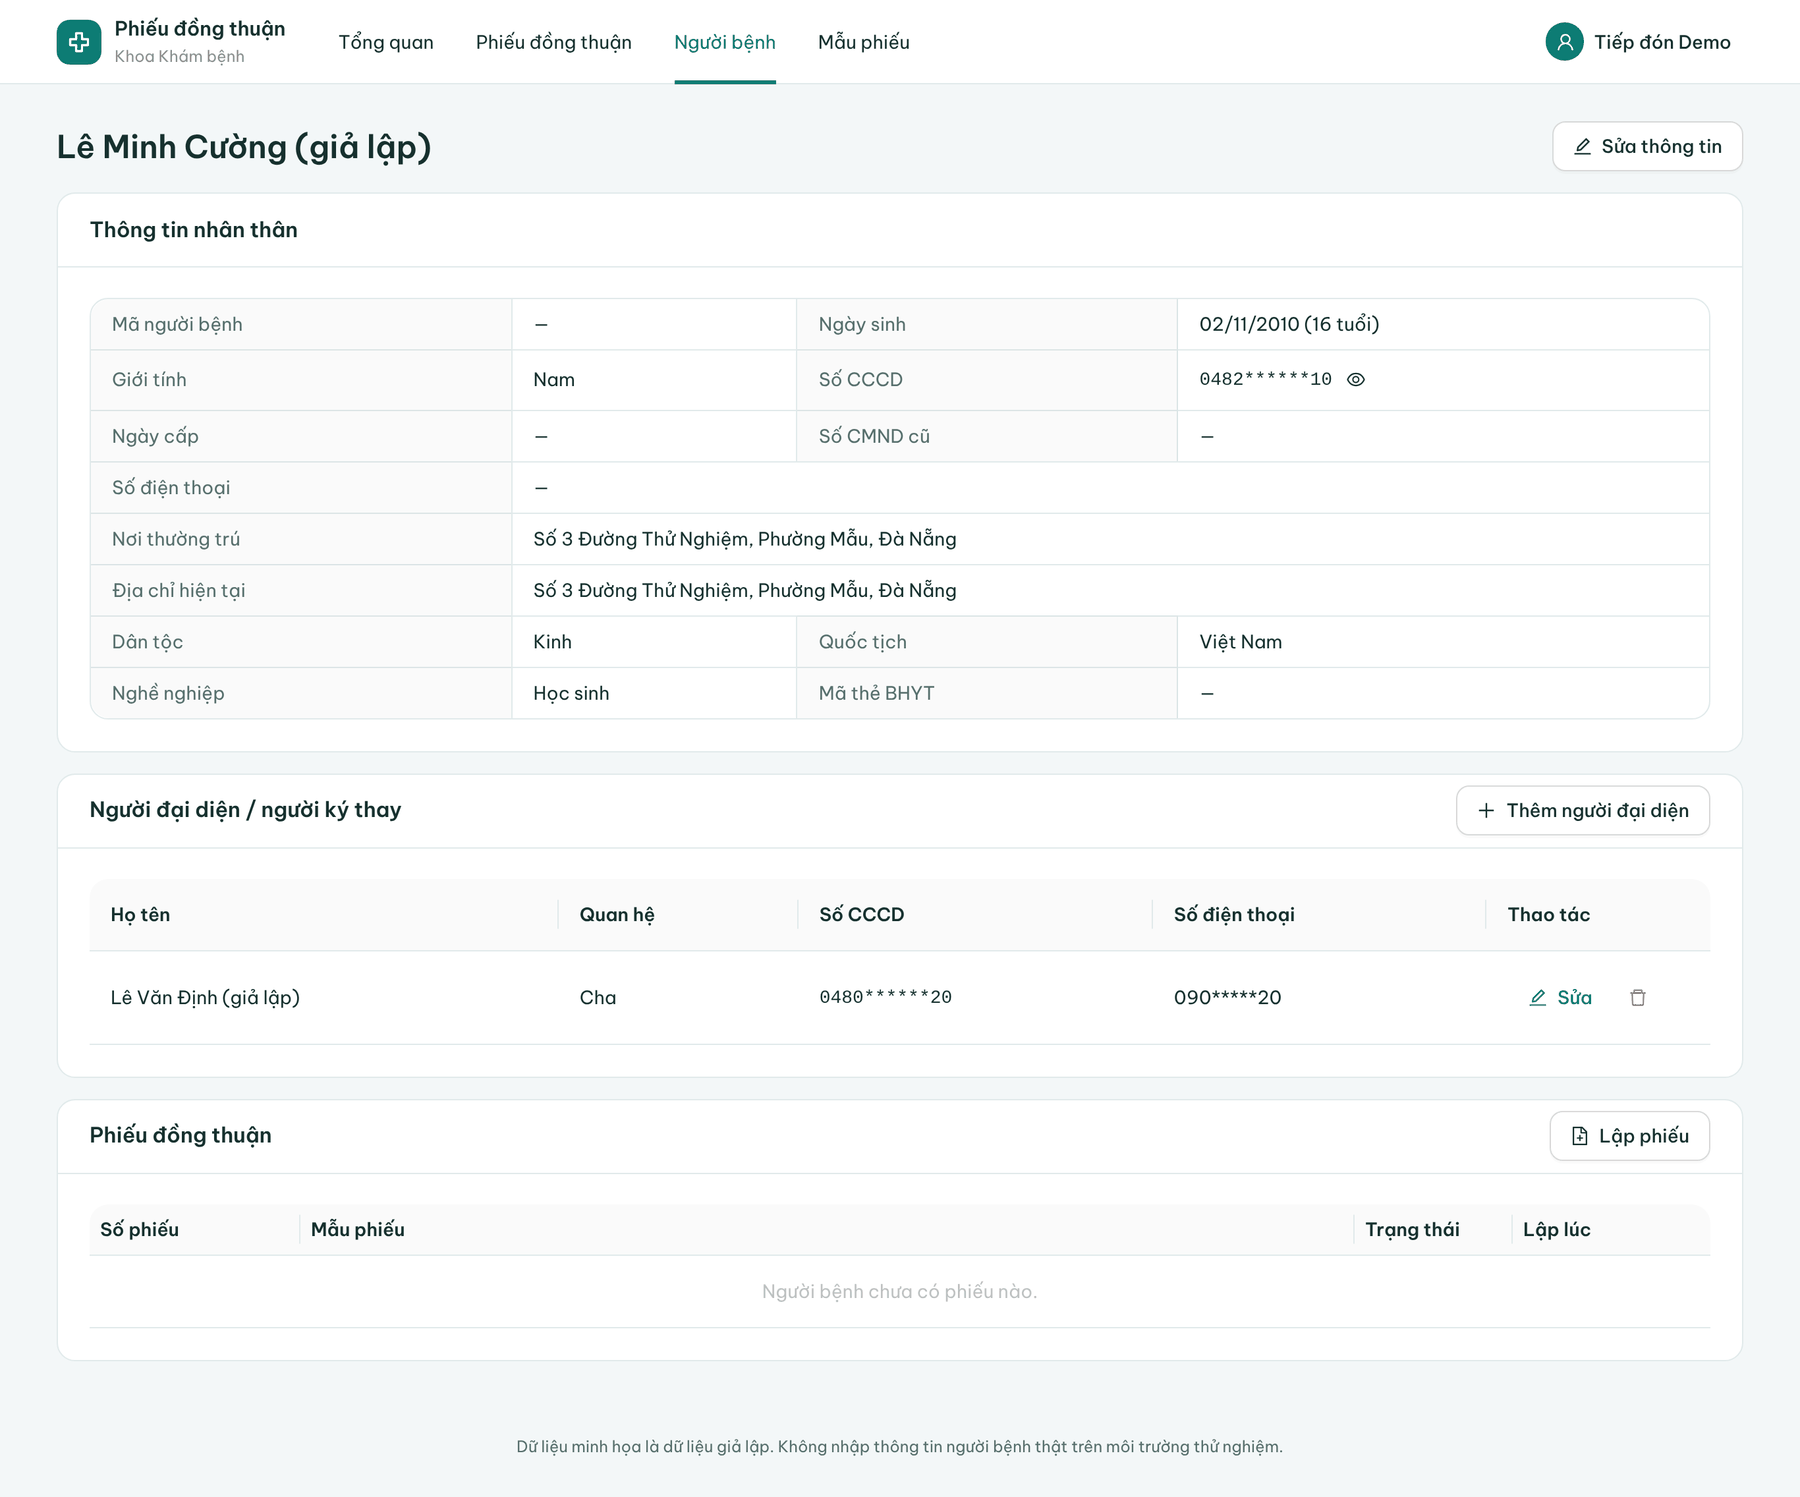 Phiếu đồng thuận
Khoa Khám bệnh
Tổng quan
Phiếu đồng thuận
Người bệnh
Mẫu phiếu
Tiếp đón Demo
Lê Minh Cường (giả lập)
Sửa thông tin
Thông tin nhân thân
Mã người bệnh
—
Ngày sinh
02/11/2010 (16 tuổi)
Giới tính
Nam
Số CCCD
0482******10
Ngày cấp
—
Số CMND cũ
—
Số điện thoại
—
Nơi thường trú
Số 3 Đường Thử Nghiệm, Phường Mẫu, Đà Nẵng
Địa chỉ hiện tại
Số 3 Đường Thử Nghiệm, Phường Mẫu, Đà Nẵng
Dân tộc
Kinh
Quốc tịch
Việt Nam
Nghề nghiệp
Học sinh
Mã thẻ BHYT
—
Người đại diện / người ký thay
Thêm người đại diện
Họ tên
Quan hệ
Số CCCD
Số điện thoại
Thao tác
Lê Văn Định (giả lập)
Cha
0480******20
090*****20
Sửa
Phiếu đồng thuận
Lập phiếu
Số phiếu
Mẫu phiếu
Trạng thái
Lập lúc
Người bệnh chưa có phiếu nào.
Dữ liệu minh họa là dữ liệu giả lập. Không nhập thông tin người bệnh thật trên môi trường thử nghiệm.